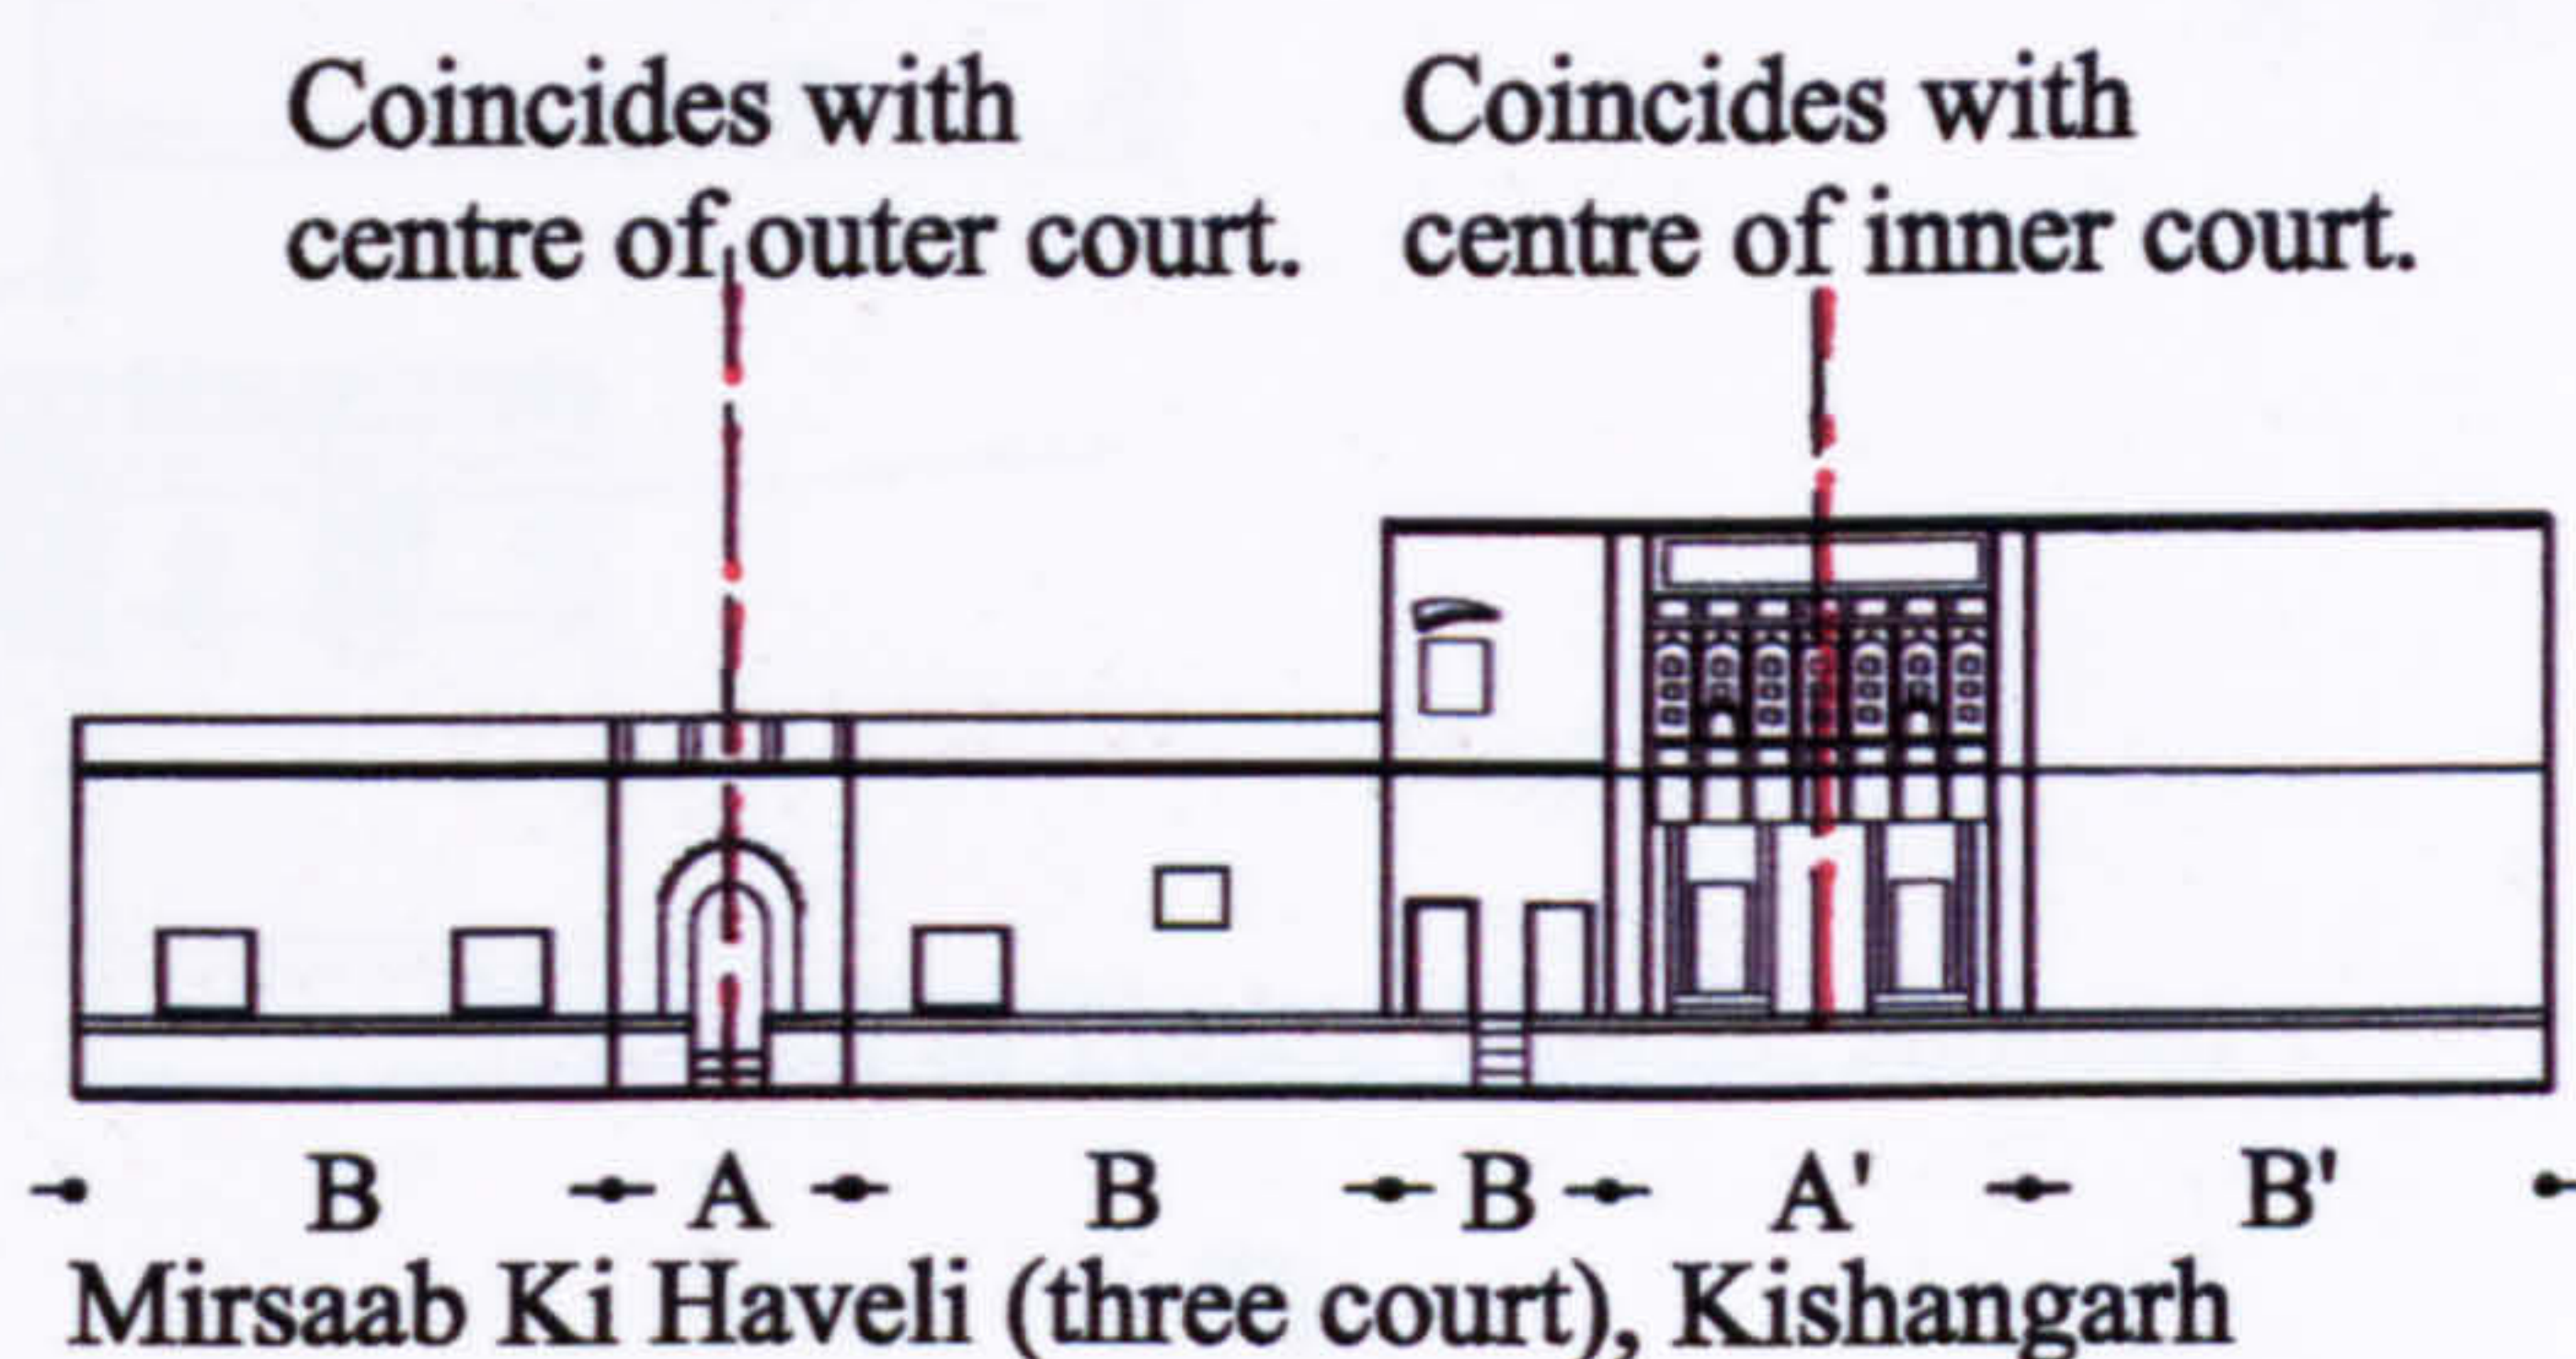 Coincides with
centre of outer court.
Coincides with
centre of inner court.
B A B B A' B'
Mirsaab Ki Haveli (three court), Kishangarh